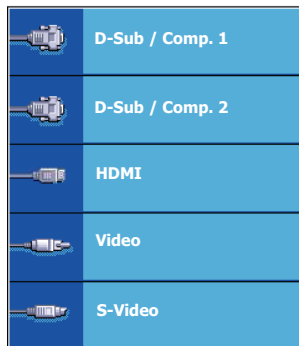 D-Sub / Comp. 1
D-Sub / Comp. 2
HDMI
Video
S-Video